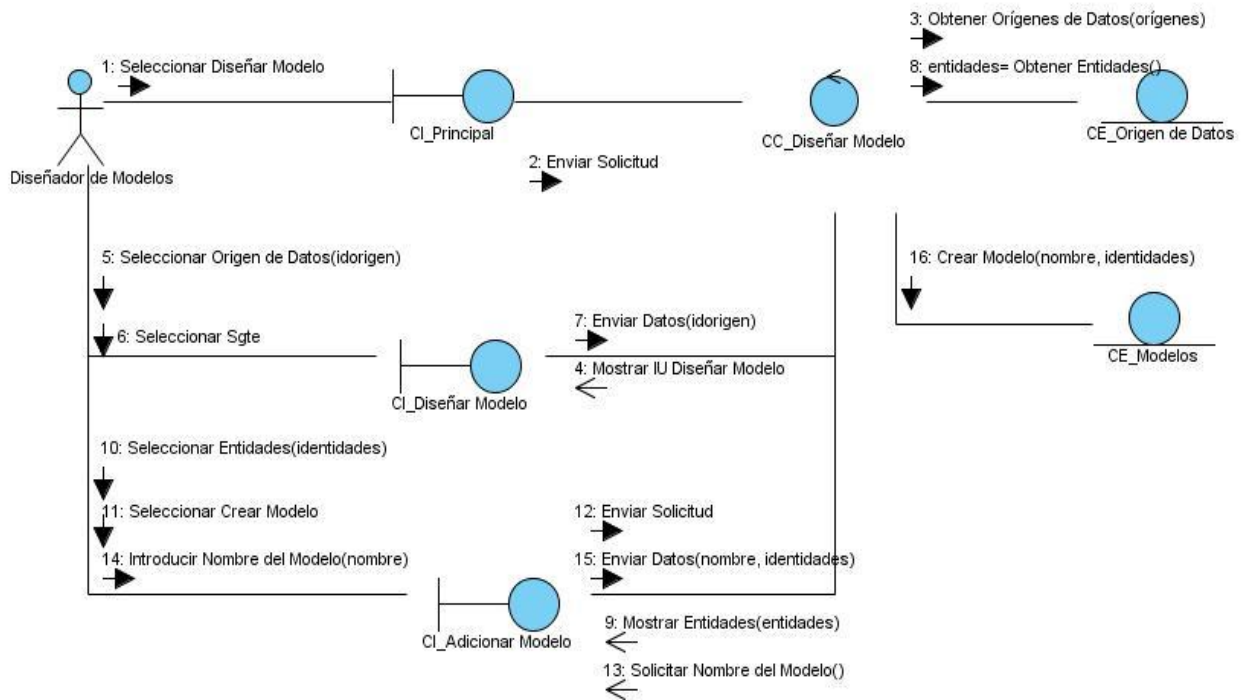 3: Obtener Orígenes de Datos(orígenes)
1: Seleccionar Diseñar Modelo
8: entidades= Obtener Entidades()
CI_Principal
CC_Diseñar Modelo
CE_Origen de Datos
2: Enviar Solicitud
Diseñador de Modelos
5: Seleccionar Origen de Datos(idorigen)
16: Crear Modelo(nombre, identidades)
7: Enviar Datos(idorigen)
6: Seleccionar Sgte
CE_Modelos
4: Mostrar IU Diseñar Modelo
CI_Diseñar Modelo
10: Seleccionar Entidades(identidades)
11: Seleccionar Crear Modelo
12: Enviar Solicitud
14: Introducir Nombre del Modelo(nombre)
15: Enviar Datos(nombre, identidades)
9: Mostrar Entidades(entidades)
CI_Adicionar Modelo
13: Solicitar Nombre del Modelo()